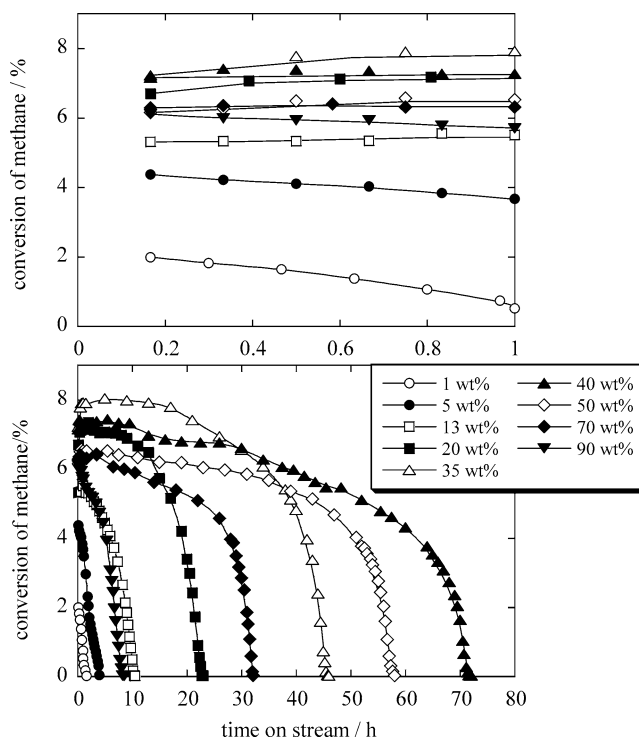 conversion of methane / %
8
6
4
2
0
0 0.2 0.4 0.6 0.8 1
conversion of methane/%
8
6
4
2
0
0 10 20 30 40 50 60 70 80
time on stream / h
1 wt%
5 wt%
13 wt%
20 wt%
35 wt%
40 wt%
50 wt%
70 wt%
90 wt%